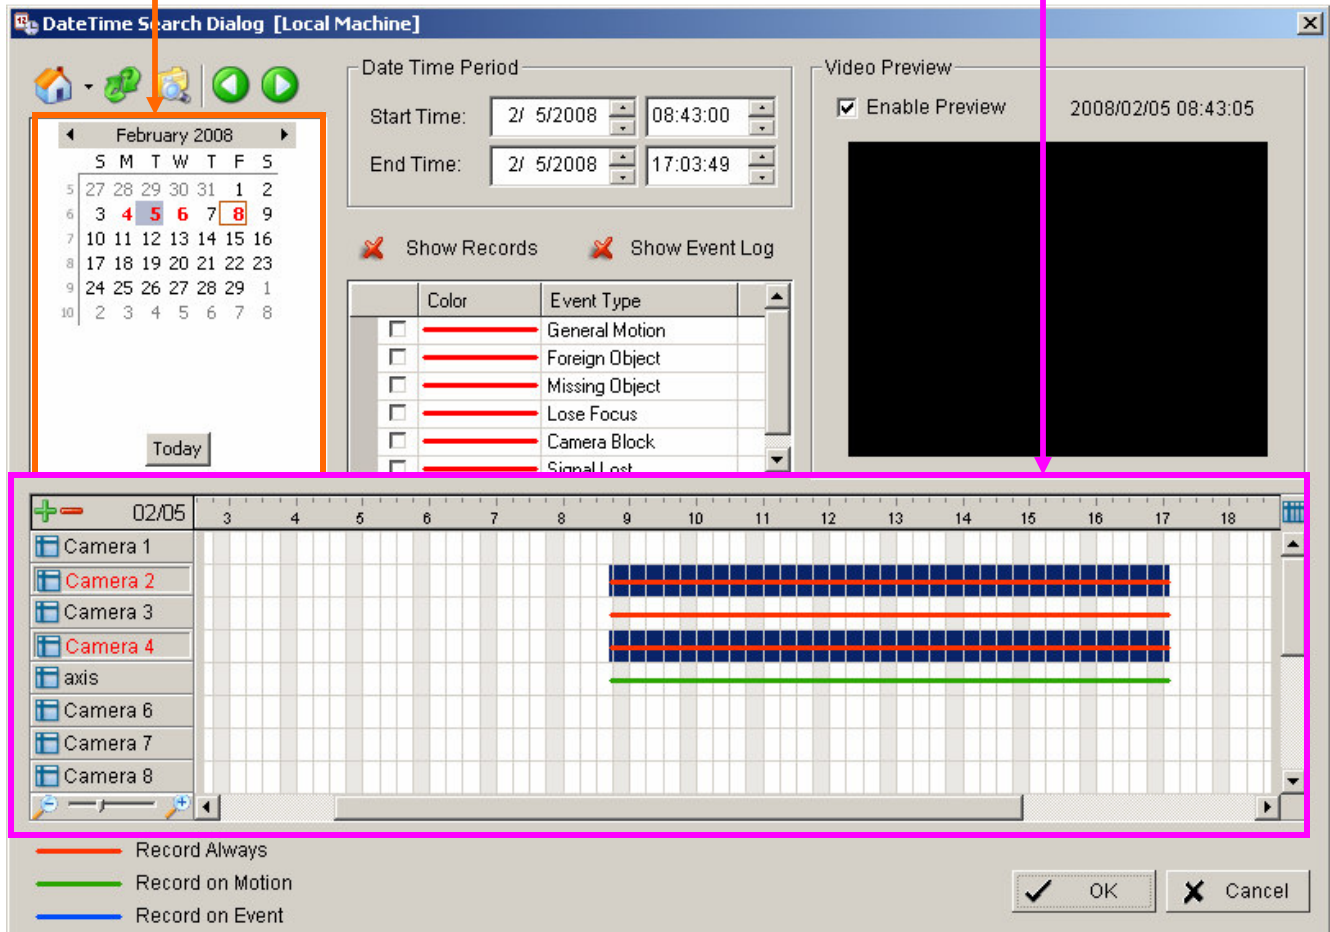 DateTime Search Dialog [Local Machine]
Date Time Period
Start Time: 2/ 5/2008 08:43:00
End Time: 2/ 5/2008 17:03:49
Video Preview
Enable Preview 2008/02/05 08:43:05
February 2008
S M T W T F S
5 27 28 29 30 31 1 2
6 3 4 5 6 7 8 9
7 10 11 12 13 14 15 16
8 17 18 19 20 21 22 23
9 24 25 26 27 28 29 1
10 2 3 4 5 6 7 8
Today
Show Records Show Event Log
Color Event Type
General Motion
Foreign Object
Missing Object
Lose Focus
Camera Block
Signal Lost
02/05 3 4 5 6 7 8 9 10 11 12 13 14 15 16 17 18
Camera 1
Camera 2
Camera 3
Camera 4
axis
Camera 6
Camera 7
Camera 8
Record Always
Record on Motion
Record on Event
OK Cancel